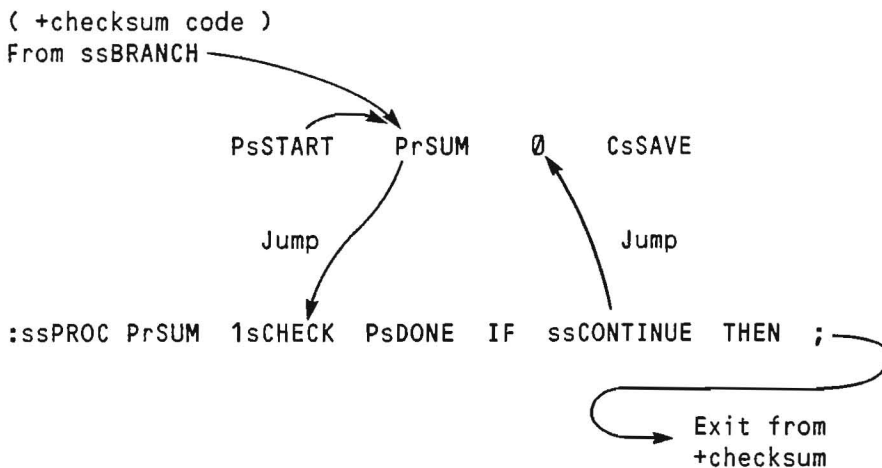 ( +checksum code )
From ssBRANCH
PsSTART PrSUM 0 CsSAVE
Jump Jump
:ssPROC PrSUM 1sCHECK PsDONE IF ssCONTINUE THEN ;
Exit from
+checksum